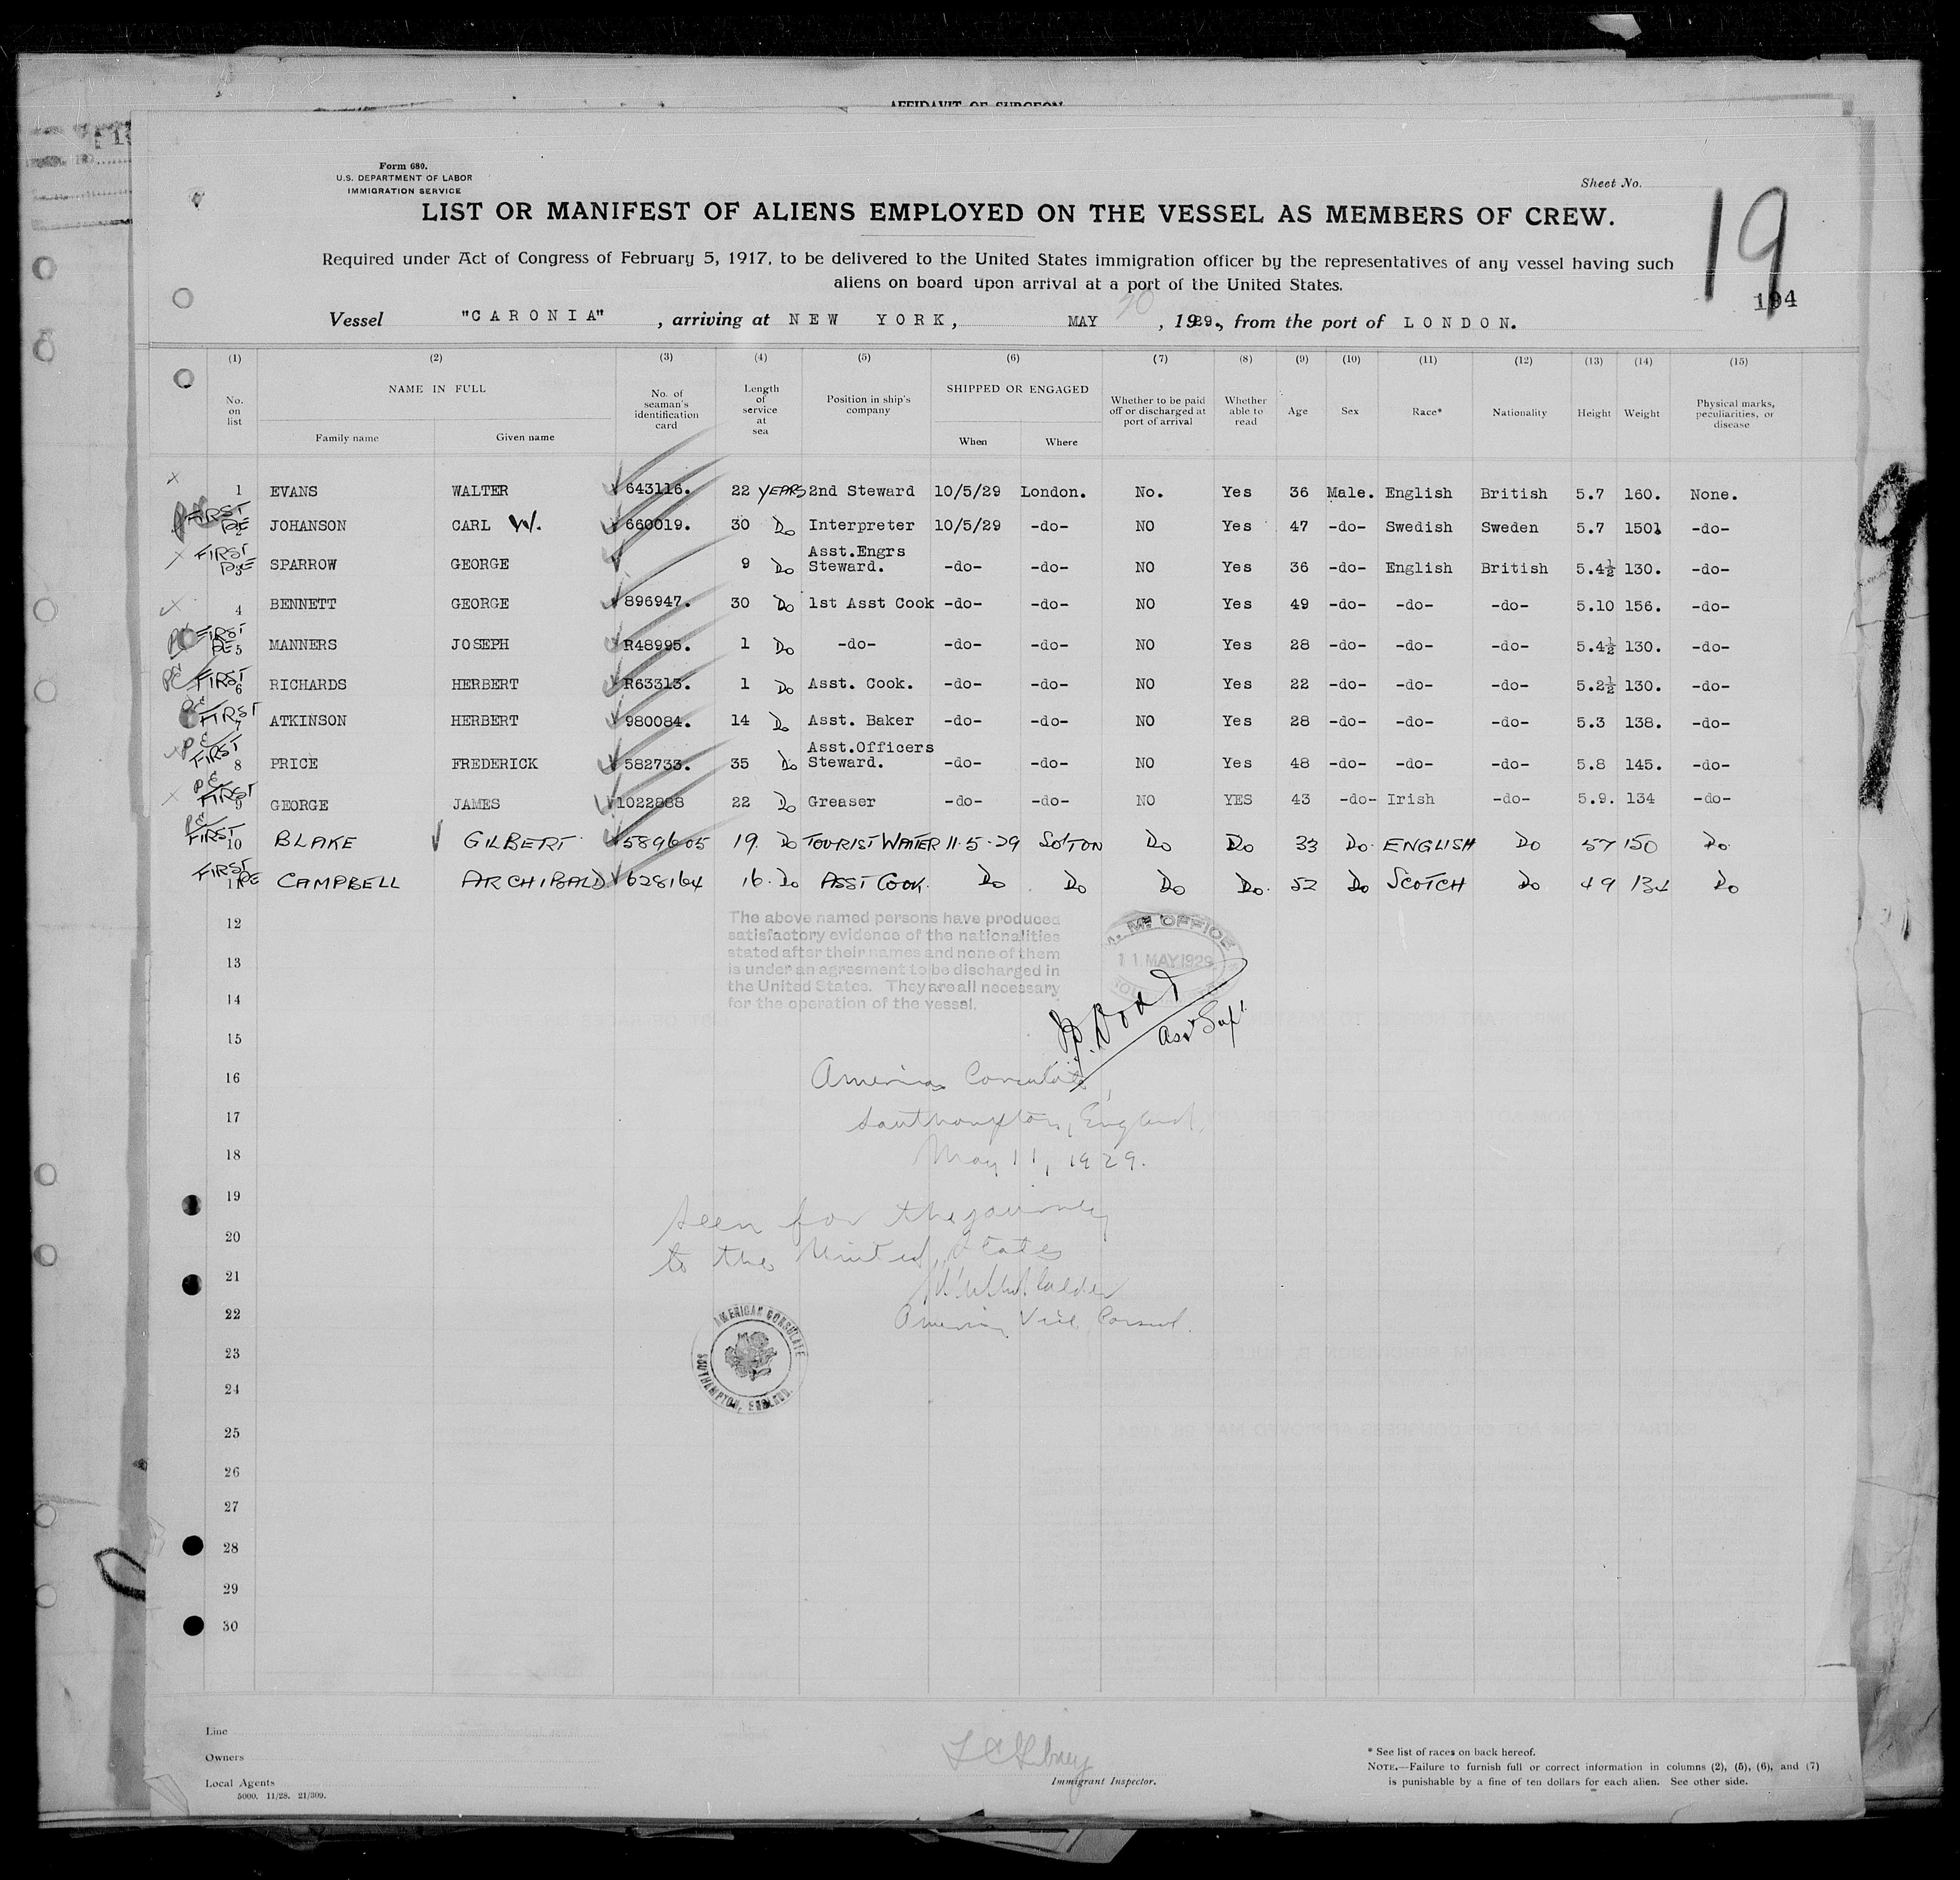 AFFIDAVIT OF SURGEON
Form 680.
U.S. DEPARTMENT OF LABOR
IMMIGRATION SERVICE
Sheet No.
19
194
LIST OR MANIFEST OF ALIENS EMPLOYED ON THE VESSEL AS MEMBERS OF CREW.
Required under Act of Congress of February 5, 1917, to be delivered to the United States immigration officer by the representatives of any vessel having such
aliens on board upon arrival at a port of the United States.
Vessel "CARONIA" , arriving at NEW YORK, MAY 30 , 1929., from the port of LONDON.
(1) (2) (3) (4) (5) (6) (7) (8) (9) (10) (11) (12) (13) (14) (15)
No. on list NAME IN FULL Family name Given name No. of seaman's identification card Length of service at sea Position in ship's company SHIPPED OR ENGAGED When Where Whether to be paid off or discharged at port of arrival Whether able to read Age Sex Race* Nationality Height Weight Physical marks, peculiarities, or disease
1 EVANS WALTER 643116. 22 YEARS 2nd Steward 10/5/29 London. No. Yes 36 Male. English British 5.7 160. None.
FIRST PE 2 JOHANSON CARL W. 660019. 30 Do Interpreter 10/5/29 -do- NO Yes 47 -do- Swedish Sweden 5.7 150 -do-
FIRST PE 3 SPARROW GEORGE 9 Do Asst.Engrs Steward. -do- -do- NO Yes 36 -do- English British 5.4½ 130. -do-
4 BENNETT GEORGE 896947. 30 Do 1st Asst Cook -do- -do- NO Yes 49 -do- -do- -do- 5.10 156. -do-
FIRST PE 5 MANNERS JOSEPH R48995. 1 Do -do- -do- -do- NO Yes 28 -do- -do- -do- 5.4½ 130. -do-
PE FIRST 6 RICHARDS HERBERT R63313. 1 Do Asst. Cook. -do- -do- NO Yes 22 -do- -do- -do- 5.2½ 130. -do-
PE FIRST 7 ATKINSON HERBERT 980084. 14 Do Asst. Baker -do- -do- NO Yes 28 -do- -do- -do- 5.3 138. -do-
PE FIRST 8 PRICE FREDERICK 582733. 35 Do Asst.Officers Steward. -do- -do- NO Yes 48 -do- -do- -do- 5.8 145. -do-
PE FIRST 9 GEORGE JAMES 1022888 22 Do Greaser -do- -do- NO YES 43 -do- Irish -do- 5.9. 134 -do-
PE FIRST 10 BLAKE GILBERT 589605 19. Do TOURIST WAITER 11.5.29 SO'TON Do Do 33 Do. ENGLISH Do 57 150 Do.
FIRST PE 11 CAMPBELL ARCHIBALD 628164 16. Do ASST COOK. Do Do Do Do. 52 Do SCOTCH Do 49 134 Do
12
13
14
15
16
17
18
19
20
21
22
23
24
25
26
27
28
29
30
The above named persons have produced
satisfactory evidence of the nationalities
stated after their names and none of them
is under an agreement to be discharged in
the United States. They are all necessary
for the operation of the vessel.
M. M. OFFICE
11 MAY 1929
Asst Supt
American Consulate,
Southampton, England,
May 11, 1929.
Seen for the journey
to the United States
American Vice Consul.
AMERICAN CONSULATE
SOUTHAMPTON, ENGLAND.
Line
Owners
Local Agents
5000. 11/28. 21/309.
Immigrant Inspector.
* See list of races on back hereof.
NOTE.—Failure to furnish full or correct information in columns (2), (5), (6), and (7)
is punishable by a fine of ten dollars for each alien. See other side.